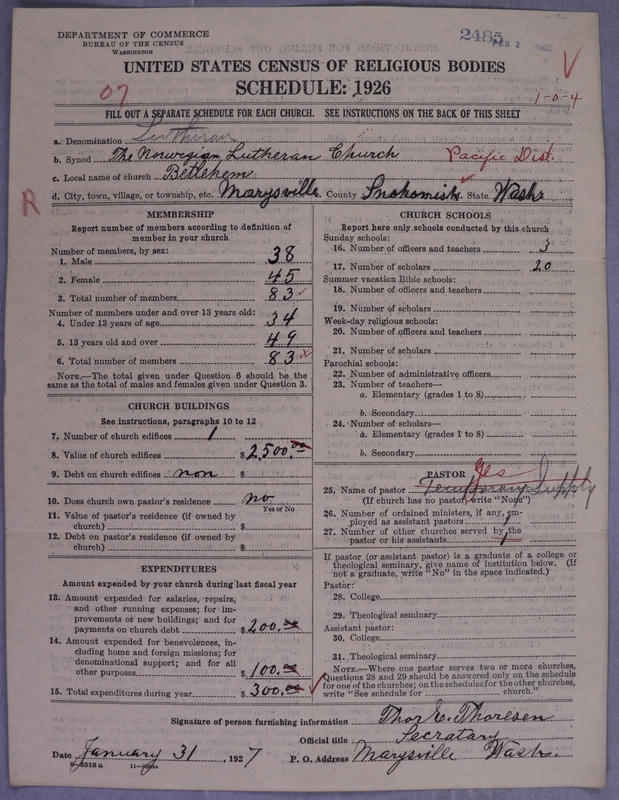 DEPARTMENT OF COMMERCE
BUREAU OF THE CENSUS
WASHINGTON
2485
FEB 7
UNITED STATES CENSUS OF RELIGIOUS BODIES
SCHEDULE: 1926
07
1-0-4
FILL OUT A SEPARATE SCHEDULE FOR EACH CHURCH. SEE INSTRUCTIONS ON THE BACK OF THIS SHEET
a. Denomination Lutheran
b. Synod The Norwegian Lutheran Church Pacific Dist.
c. Local name of church Betlehem
d. City, town, village, or township, etc. Marysville County Snohomish State Wash.
R
MEMBERSHIP
Report number of members according to definition of
member in your church
Number of members, by sex:
1. Male 38
2. Female 45
3. Total number of members 83
Number of members under and over 13 years old:
4. Under 13 years of age 34
5. 13 years old and over 49
6. Total number of members 83
NOTE.—The total given under Question 6 should be the
same as the total of males and females given under Question 3.
CHURCH BUILDINGS
See instructions, paragraphs 10 to 12
7. Number of church edifices 1
8. Value of church edifices $ 2,500.00
9. Debt on church edifices non $
10. Does church own pastor's residence no
Yes or No
11. Value of pastor's residence (if owned by
church) $
12. Debt on pastor's residence (if owned by
church) $
EXPENDITURES
Amount expended by your church during last fiscal year
13. Amount expended for salaries, repairs,
and other running expenses; for im-
provements or new buildings; and for
payments on church debt $ 200.00
14. Amount expended for benevolences, in-
cluding home and foreign missions; for
denominational support; and for all
other purposes $ 100.00
15. Total expenditures during year $ 300.00
CHURCH SCHOOLS
Report here only schools conducted by this church
Sunday schools:
16. Number of officers and teachers 3
17. Number of scholars 20
Summer vacation Bible schools:
18. Number of officers and teachers
19. Number of scholars
Week-day religious schools:
20. Number of officers and teachers
21. Number of scholars
Parochial schools:
22. Number of administrative officers
23. Number of teachers—
a. Elementary (grades 1 to 8)
b. Secondary
24. Number of scholars—
a. Elementary (grades 1 to 8)
b. Secondary
PASTOR
Yes
25. Name of pastor Temporary Supply
(If church has no pastor, write "None")
26. Number of ordained ministers, if any, em-
ployed as assistant pastors
27. Number of other churches served by the
pastor or his assistants 1
If pastor (or assistant pastor) is a graduate of a college or
theological seminary, give name of institution below. (If
not a graduate, write "No" in the space indicated.)
Pastor:
28. College
29. Theological seminary
Assistant pastor:
30. College
31. Theological seminary
NOTE.—Where one pastor serves two or more churches,
Questions 28 and 29 should be answered only on the schedule
for one of the churches; on the schedules for the other churches,
write "See schedule for church."
Signature of person furnishing information Thor E. Thoresen
Official title Secratary
Date January 31, 1927 P. O. Address Marysville Wash.